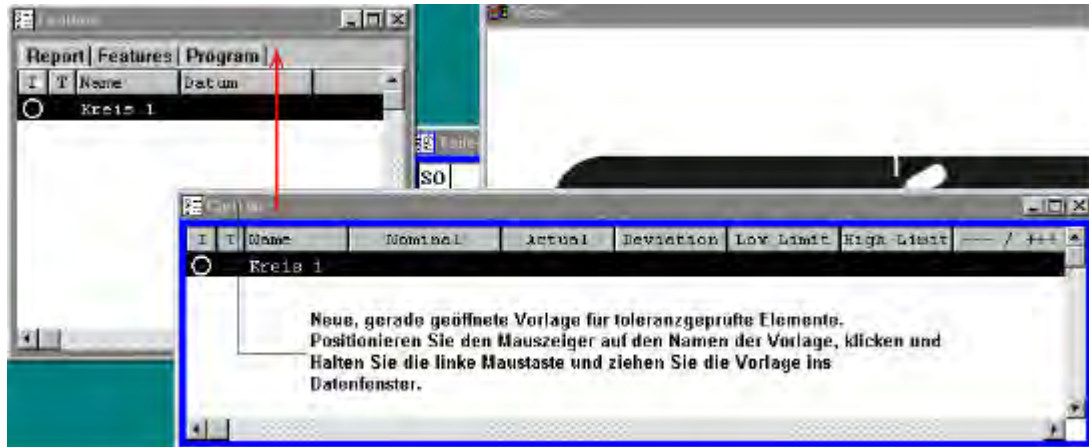 Features
Report Features Program
I T Name Datum
Kreis 1
SO
I T Name Nominal Actual Deviation Low Limit High Limit --- / +++
Kreis 1
Neue, gerade geöffnete Vorlage für toleranzgeprüfte Elemente.
Positionieren Sie den Mauszeiger auf den Namen der Vorlage, klicken und
Halten Sie die linke Maustaste und ziehen Sie die Vorlage ins
Datenfenster.